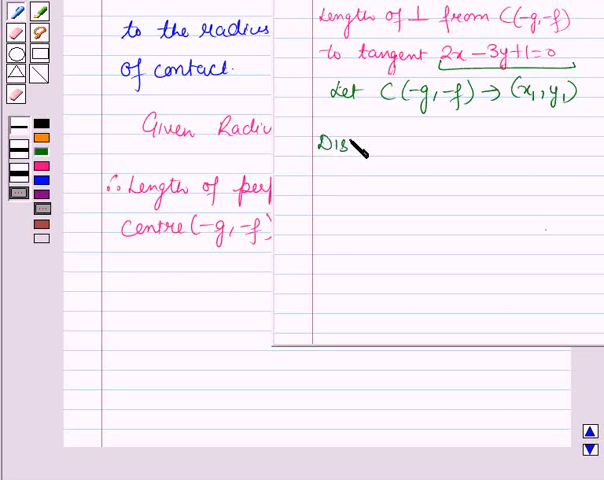 to the radius
of contact.
Given Radiu
∴ Length of per
centre (-g, -f)
Length of ⊥ from C(-g, -f)
to tangent 2x - 3y + 1 = 0
Let C (-g, -f) → (x₁, y₁)
DIS